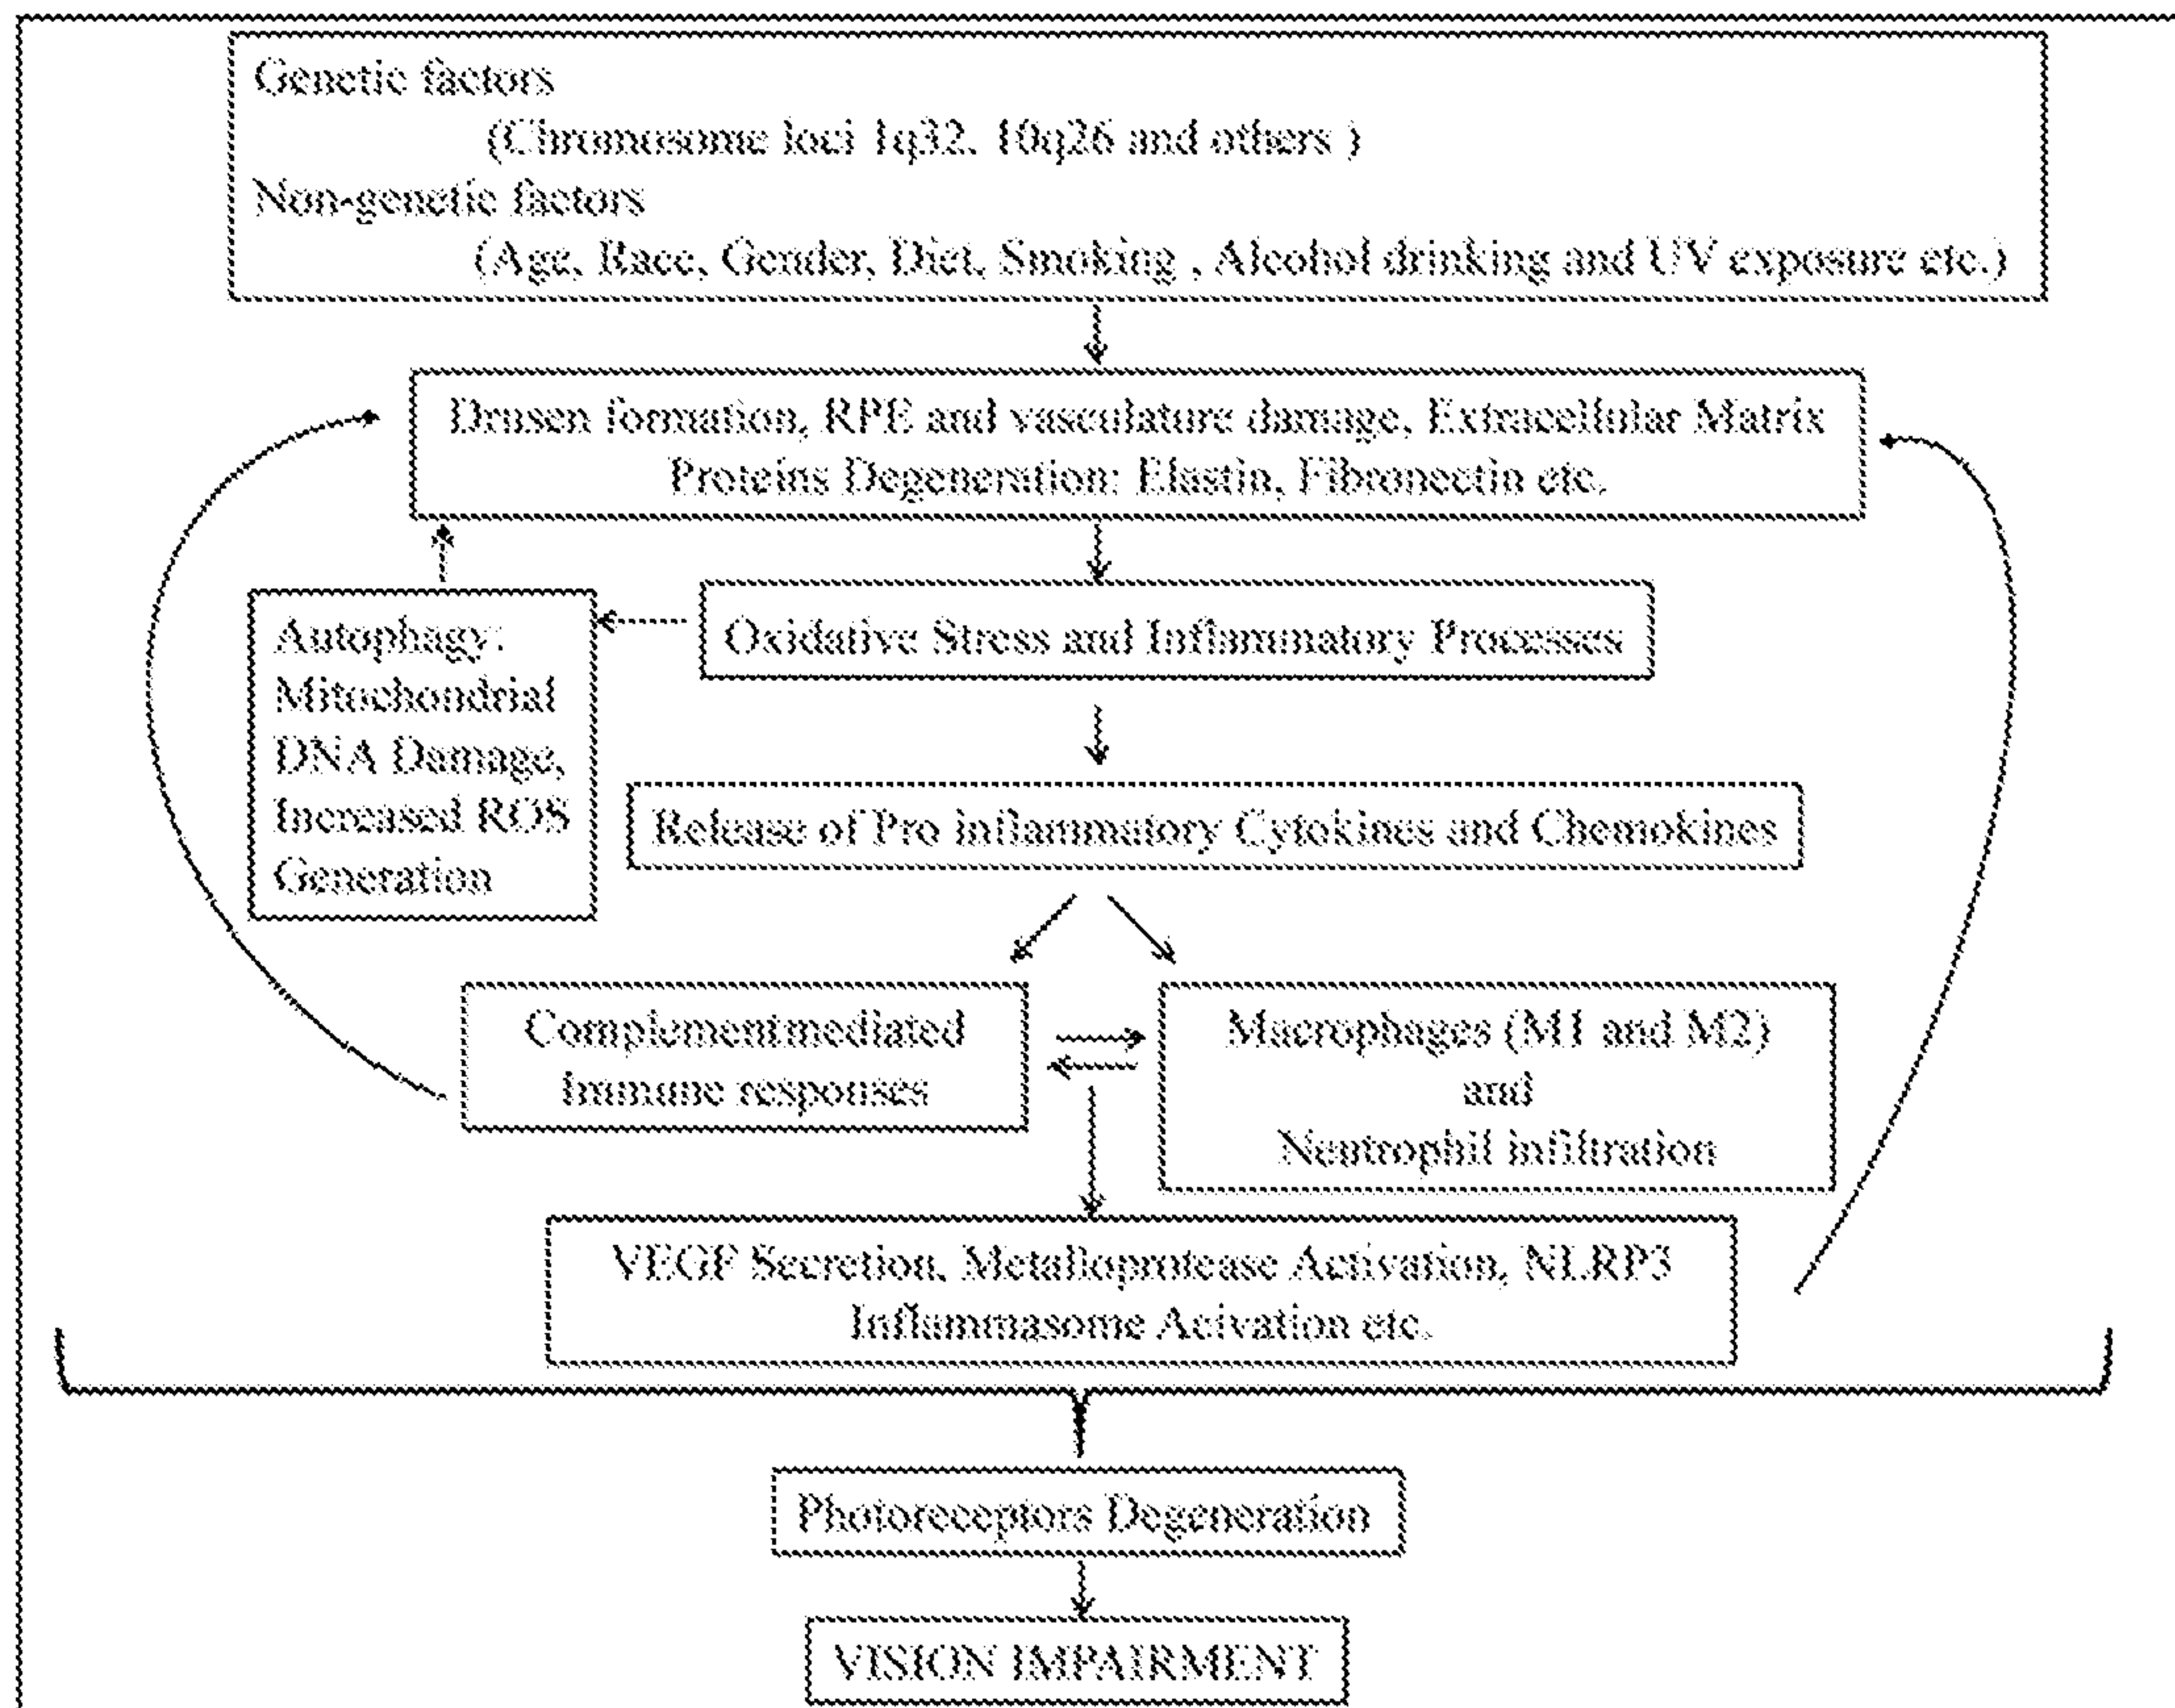 Genetic factors
(Chromosome loci 1q32, 10q26 and others )
Non-genetic factors
(Age, Race, Gender, Diet, Smoking , Alcohol drinking and UV exposure etc.)
Drusen formation, RPE and vasculature damage, Extracellular Matrix
Proteins Degeneration: Elastin, Fibronectin etc.
Oxidative Stress and Inflammatory Processes
Autophagy:
Mitochondrial
DNA Damage,
Increased ROS
Generation
Release of Pro inflammatory Cytokines and Chemokines
Complementmediated
Immune responses
Macrophages (M1 and M2)
and
Neutrophil infiltration
VEGF Secretion, Metalloprotease Activation, NLRP3
Inflammasome Acivation etc.
Photoreceptors Degeneration
VISION IMPAIRMENT